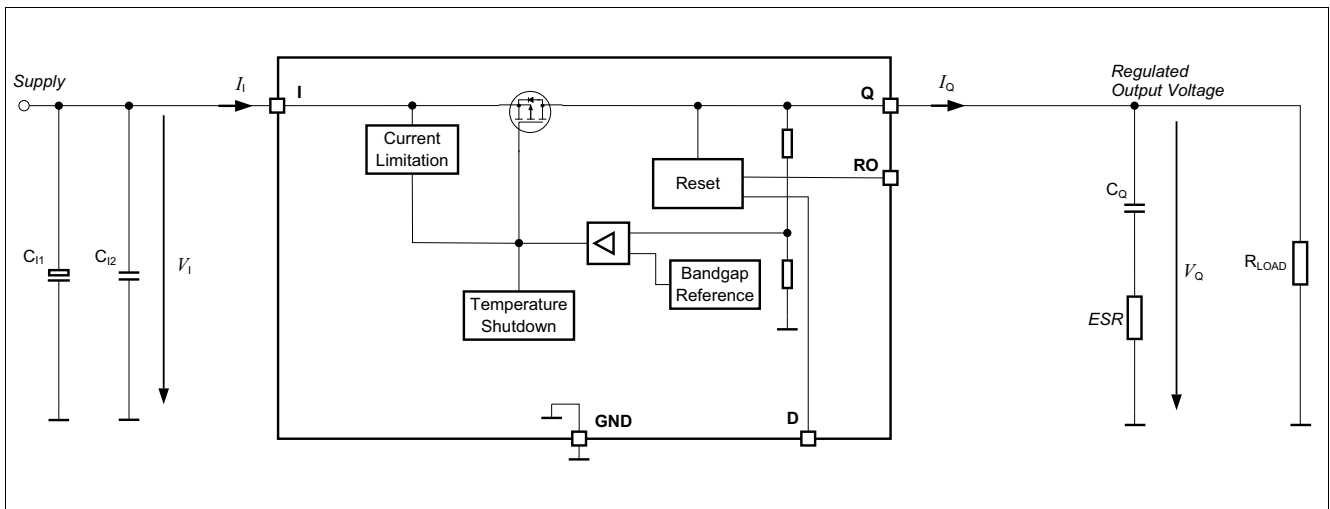 Supply
I_I
I
Q
I_Q
Regulated
Output Voltage
Current
Limitation
RO
Reset
C_Q
C_I1
C_I2
V_I
Bandgap
Reference
V_Q
R_LOAD
Temperature
Shutdown
ESR
GND
D